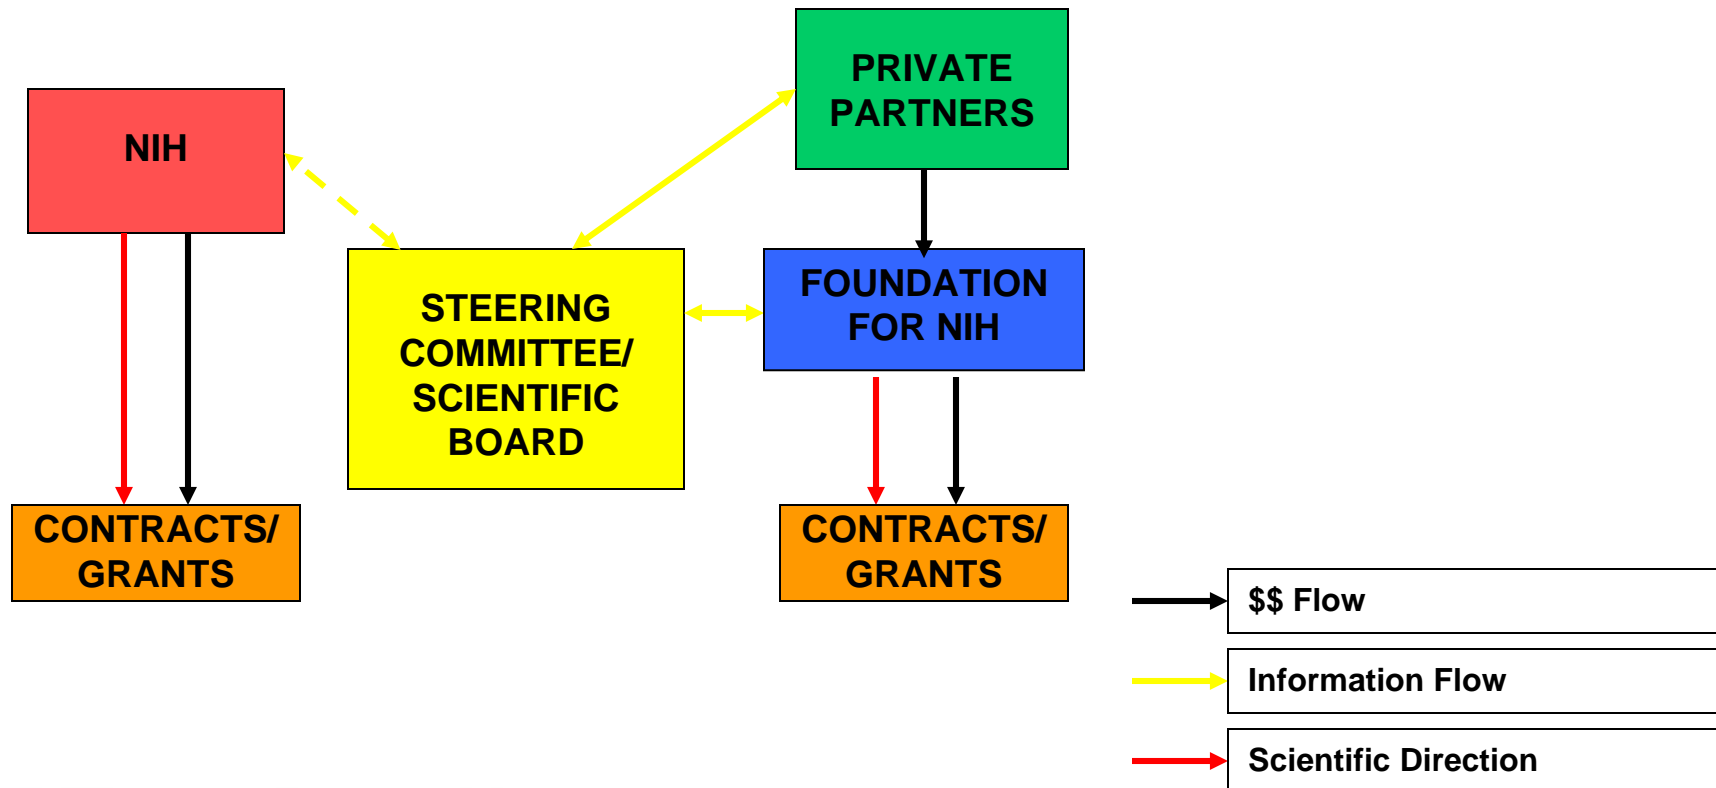 PRIVATE
PARTNERS
NIH
FOUNDATION
FOR NIH
STEERING
COMMITTEE/
SCIENTIFIC
BOARD
CONTRACTS/
GRANTS
CONTRACTS/
GRANTS
$$ Flow
Information Flow
Scientific Direction